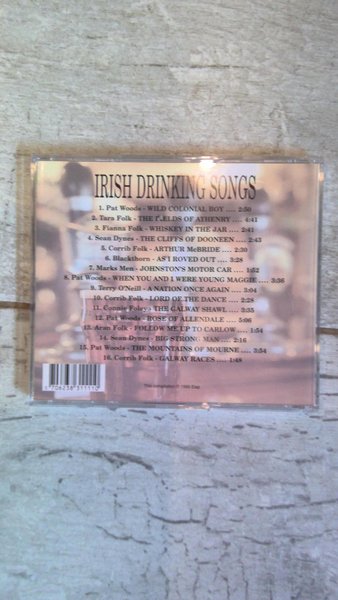 IRISH DRINKING SONGS
1. Pat Woods - WILD COLONIAL BOY .... 2:50
2. Tara Folk - THE FIELDS OF ATHENRY .... 4:41
3. Fianna Folk - WHISKEY IN THE JAR .... 4:41
4. Sean Dynes - THE CLIFFS OF DOONEEN .... 2:43
5. Corrib Folk - ARTHUR McBRIDE .... 2:30
6. Blackthorn - AS I ROVED OUT .... 3:28
7. Marks Men - JOHNSTON'S MOTOR CAR .... 1:52
8. Pat Woods - WHEN YOU AND I WERE YOUNG MAGGIE .... 3:36
9. Terry O'Neill - A NATION ONCE AGAIN .... 3:04
10. Corrib Folk - LORD OF THE DANCE .... 2:28
11. Connie Foley - THE GALWAY SHAWL .... 3:35
12. Pat Woods - ROSE OF ALLENDALE .... 5:06
13. Aran Folk - FOLLOW ME UP TO CARLOW .... 1:54
14. Sean Dynes - BIG STRONG MAN .... 2:16
15. Pat Woods - THE MOUNTAINS OF MOURNE .... 3:54
16. Corrib Folk - GALWAY RACES .... 1:48
This compilation